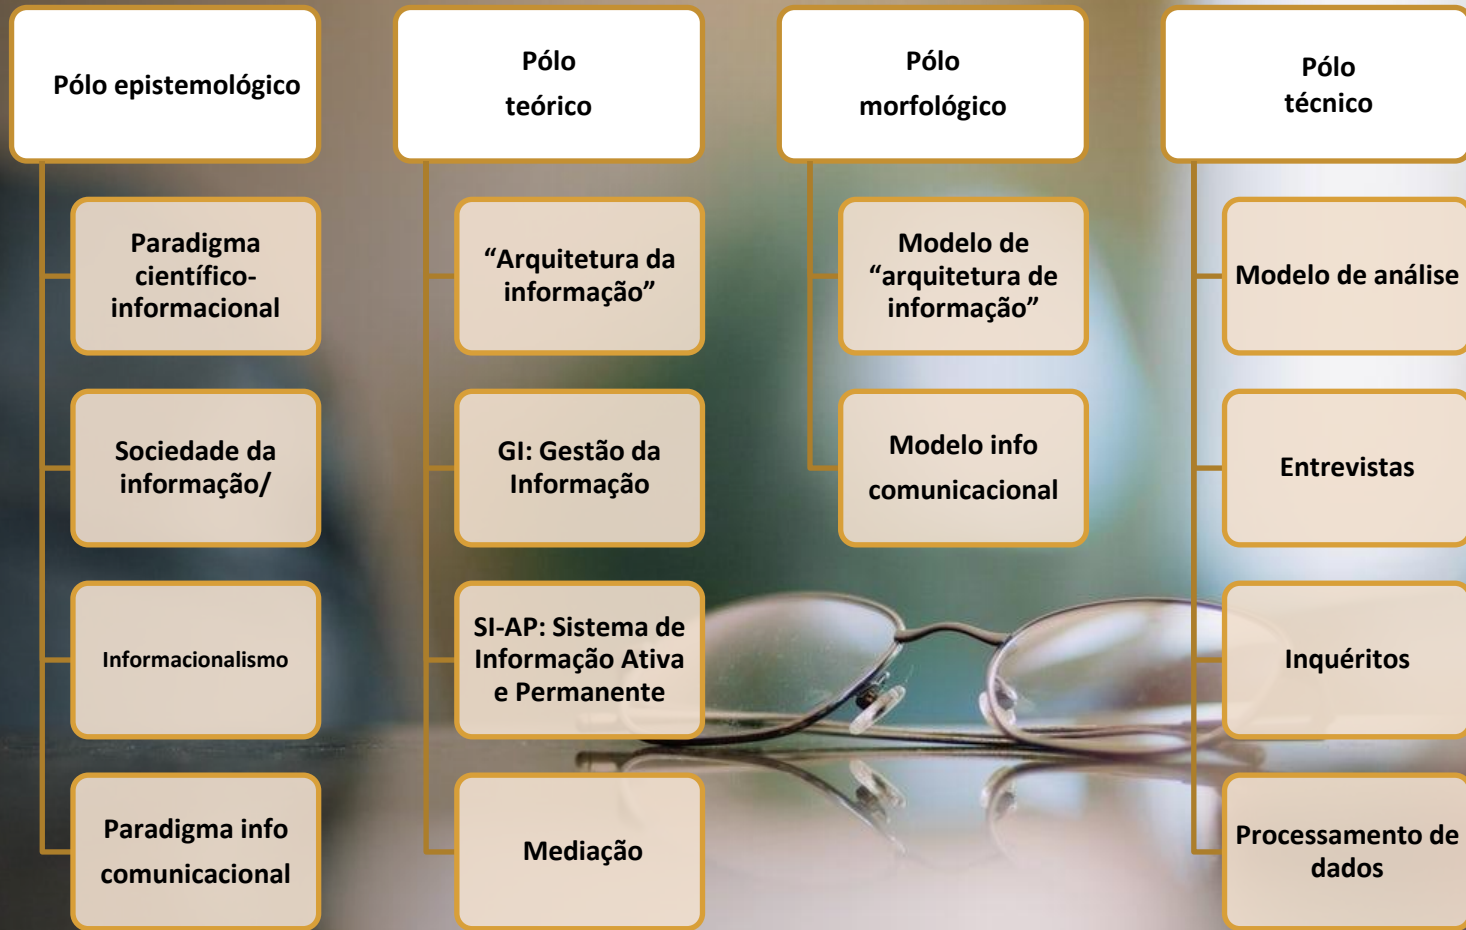 Pólo epistemológico
Paradigma
científico-
informacional
Sociedade da
informação/
Informacionalismo
Paradigma info
comunicacional
Pólo
teórico
“Arquitetura da
informação”
GI: Gestão da
Informação
SI-AP: Sistema de
Informação Ativa
e Permanente
Mediação
Pólo
morfológico
Modelo de
“arquitetura de
informação”
Modelo info
comunicacional
Pólo
técnico
Modelo de análise
Entrevistas
Inquéritos
Processamento de
dados